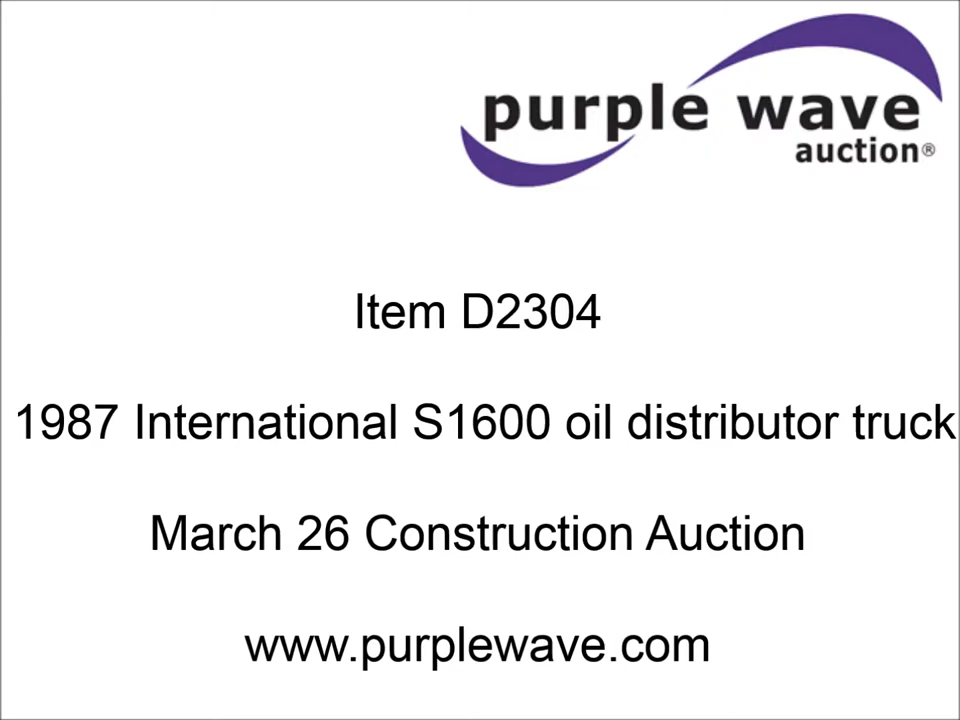 purple wave
auction®
Item D2304
1987 International S1600 oil distributor truck
March 26 Construction Auction
www.purplewave.com